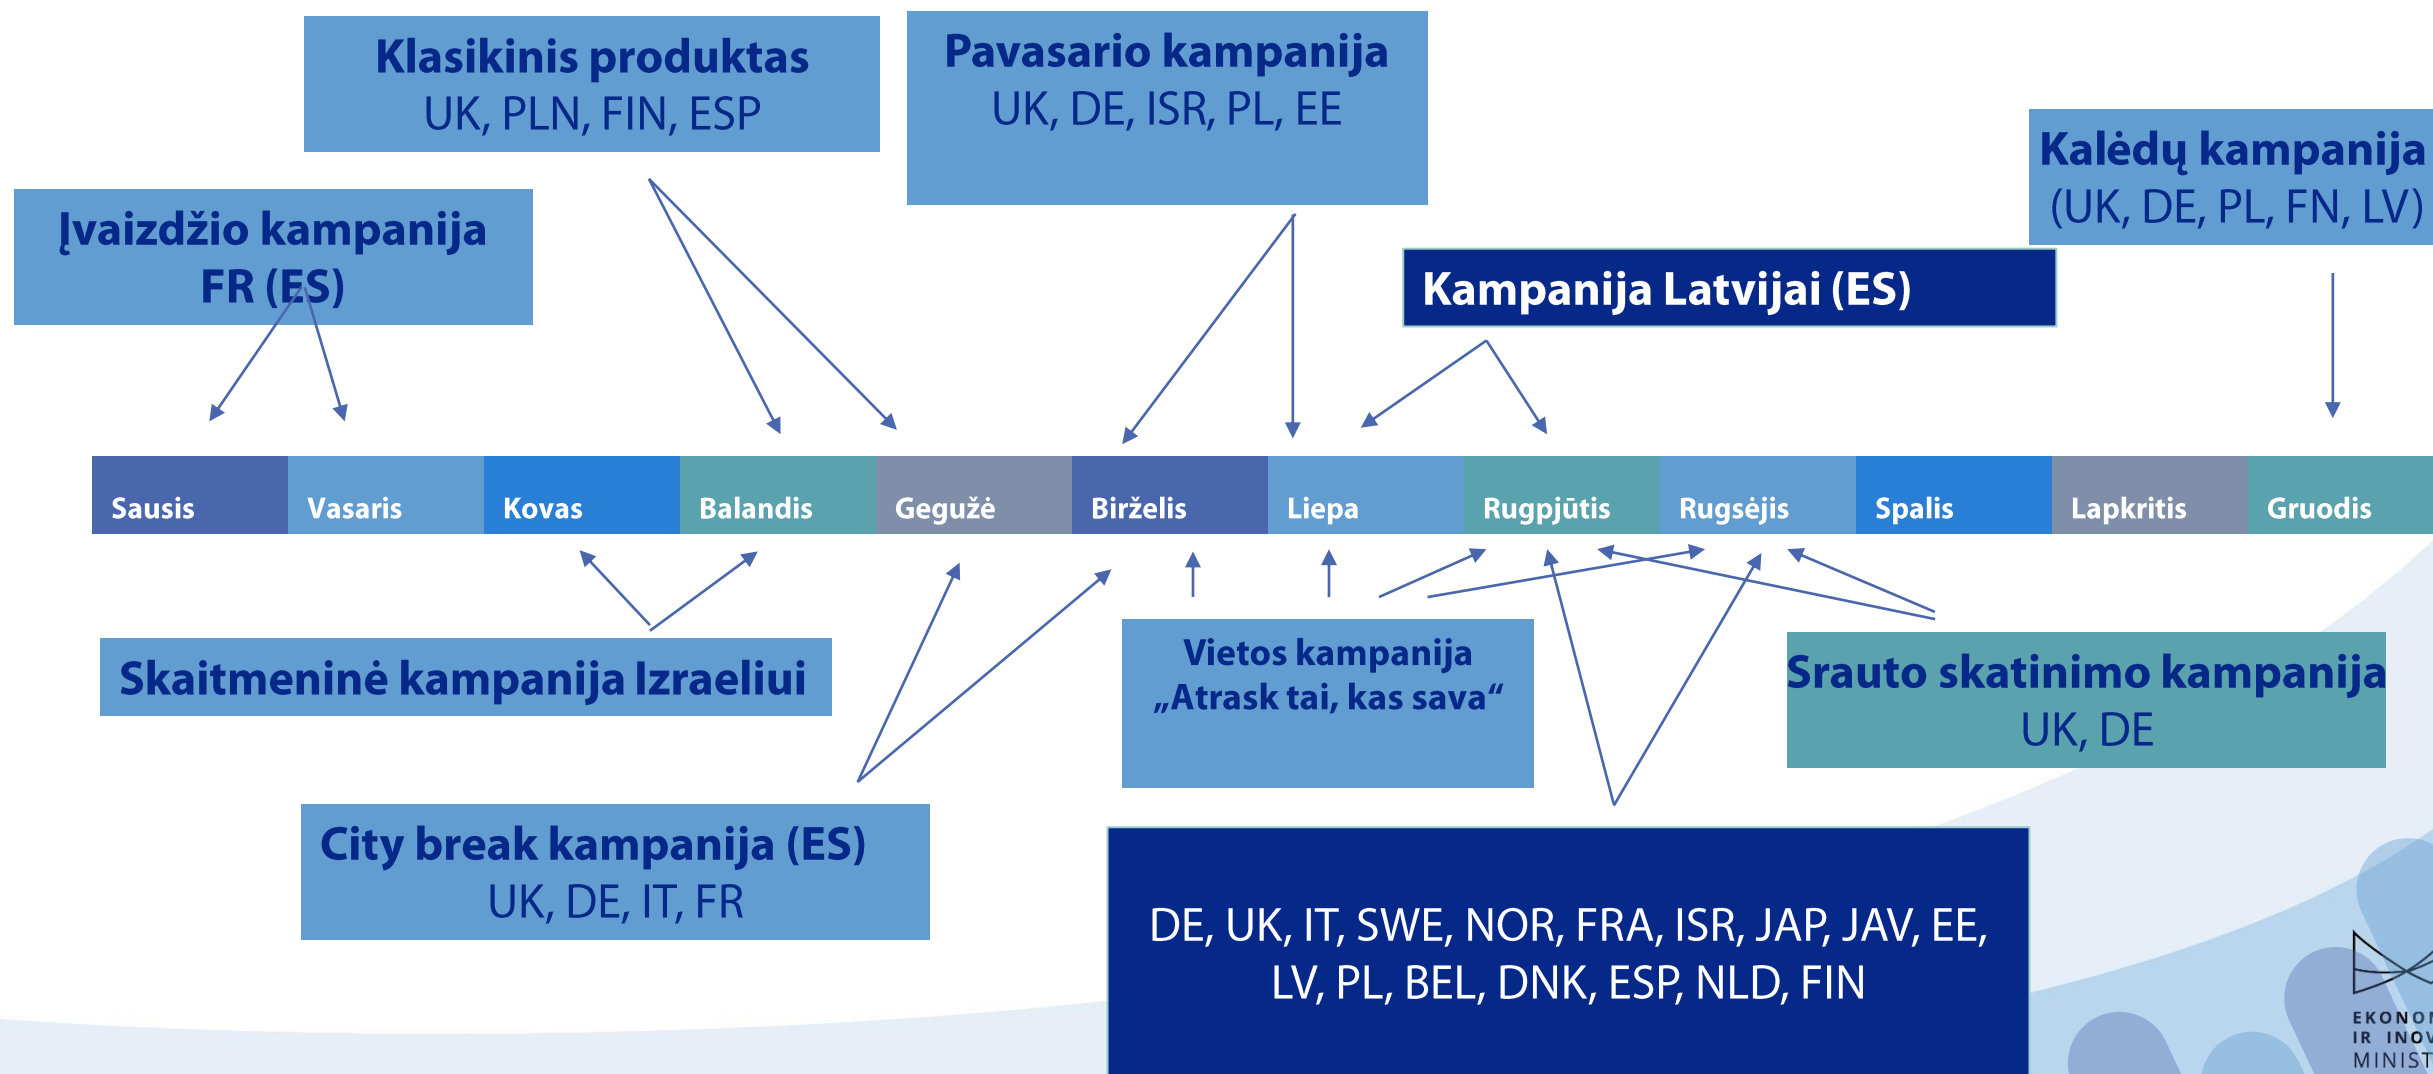 Klasikinis produktas
UK, PLN, FIN, ESP
Pavasario kampanija
UK, DE, ISR, PL, EE
Kalėdų kampanija
(UK, DE, PL, FN, LV)
Įvaizdžio kampanija
FR (ES)
Kampanija Latvijai (ES)
Sausis
Vasaris
Kovas
Balandis
Gegužė
Birželis
Liepa
Rugpjūtis
Rugsėjis
Spalis
Lapkritis
Gruodis
Skaitmeninė kampanija Izraeliui
Vietos kampanija
„Atrask tai, kas sava“
Srauto skatinimo kampanija
UK, DE
City break kampanija (ES)
UK, DE, IT, FR
DE, UK, IT, SWE, NOR, FRA, ISR, JAP, JAV, EE,
LV, PL, BEL, DNK, ESP, NLD, FIN
IR